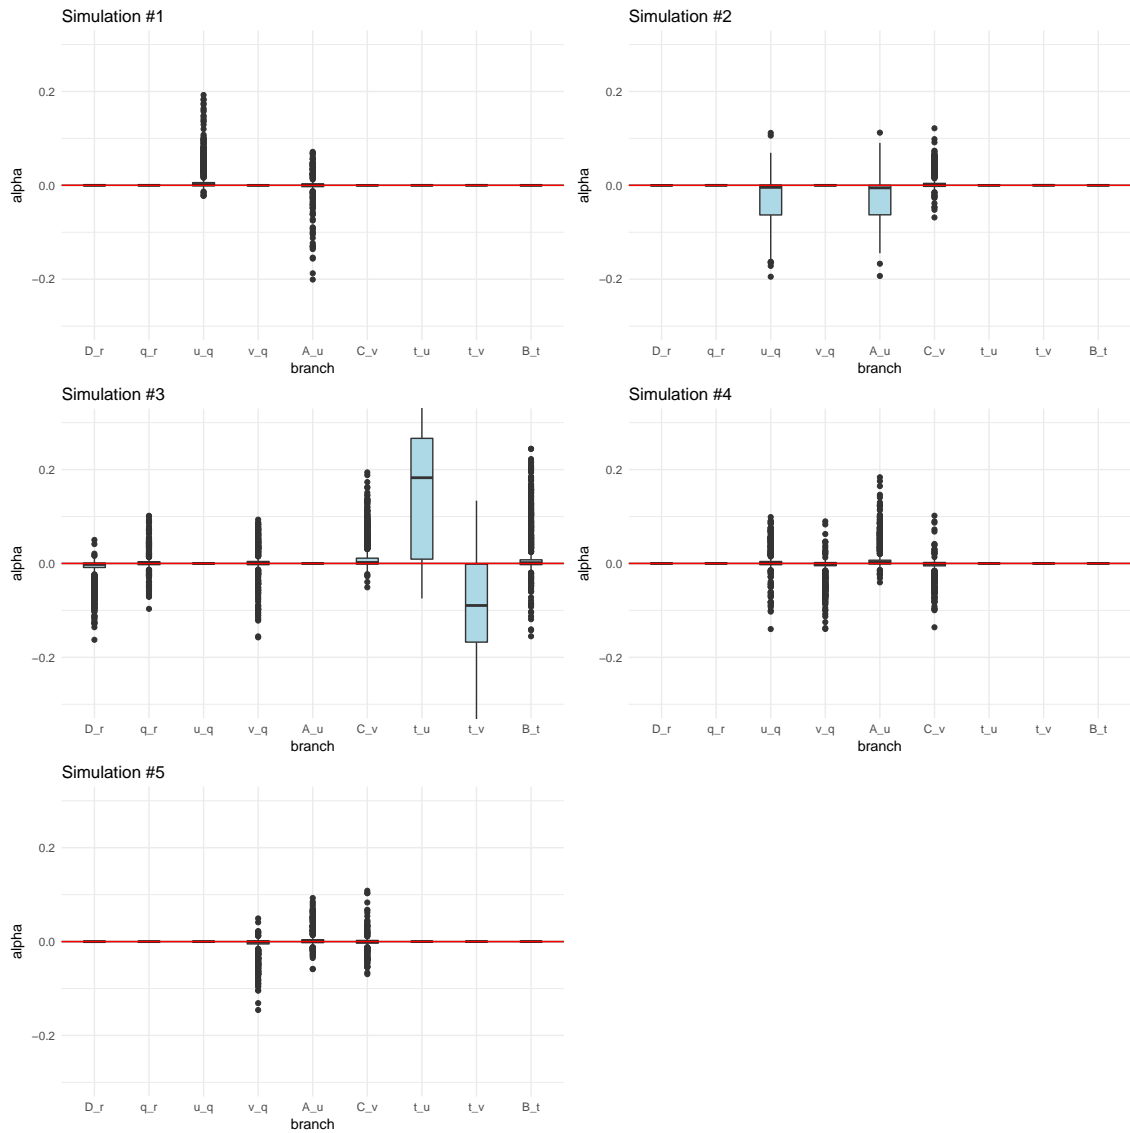 Simulation #1
0.2
0.0
−0.2
alpha
D_r q_r u_q v_q A_u C_v t_u t_v B_t
branch
Simulation #2
0.2
0.0
−0.2
alpha
D_r q_r u_q v_q A_u C_v t_u t_v B_t
branch
Simulation #3
0.2
0.0
−0.2
alpha
D_r q_r u_q v_q A_u C_v t_u t_v B_t
branch
Simulation #4
0.2
0.0
−0.2
alpha
D_r q_r u_q v_q A_u C_v t_u t_v B_t
branch
Simulation #5
0.2
0.0
−0.2
alpha
D_r q_r u_q v_q A_u C_v t_u t_v B_t
branch